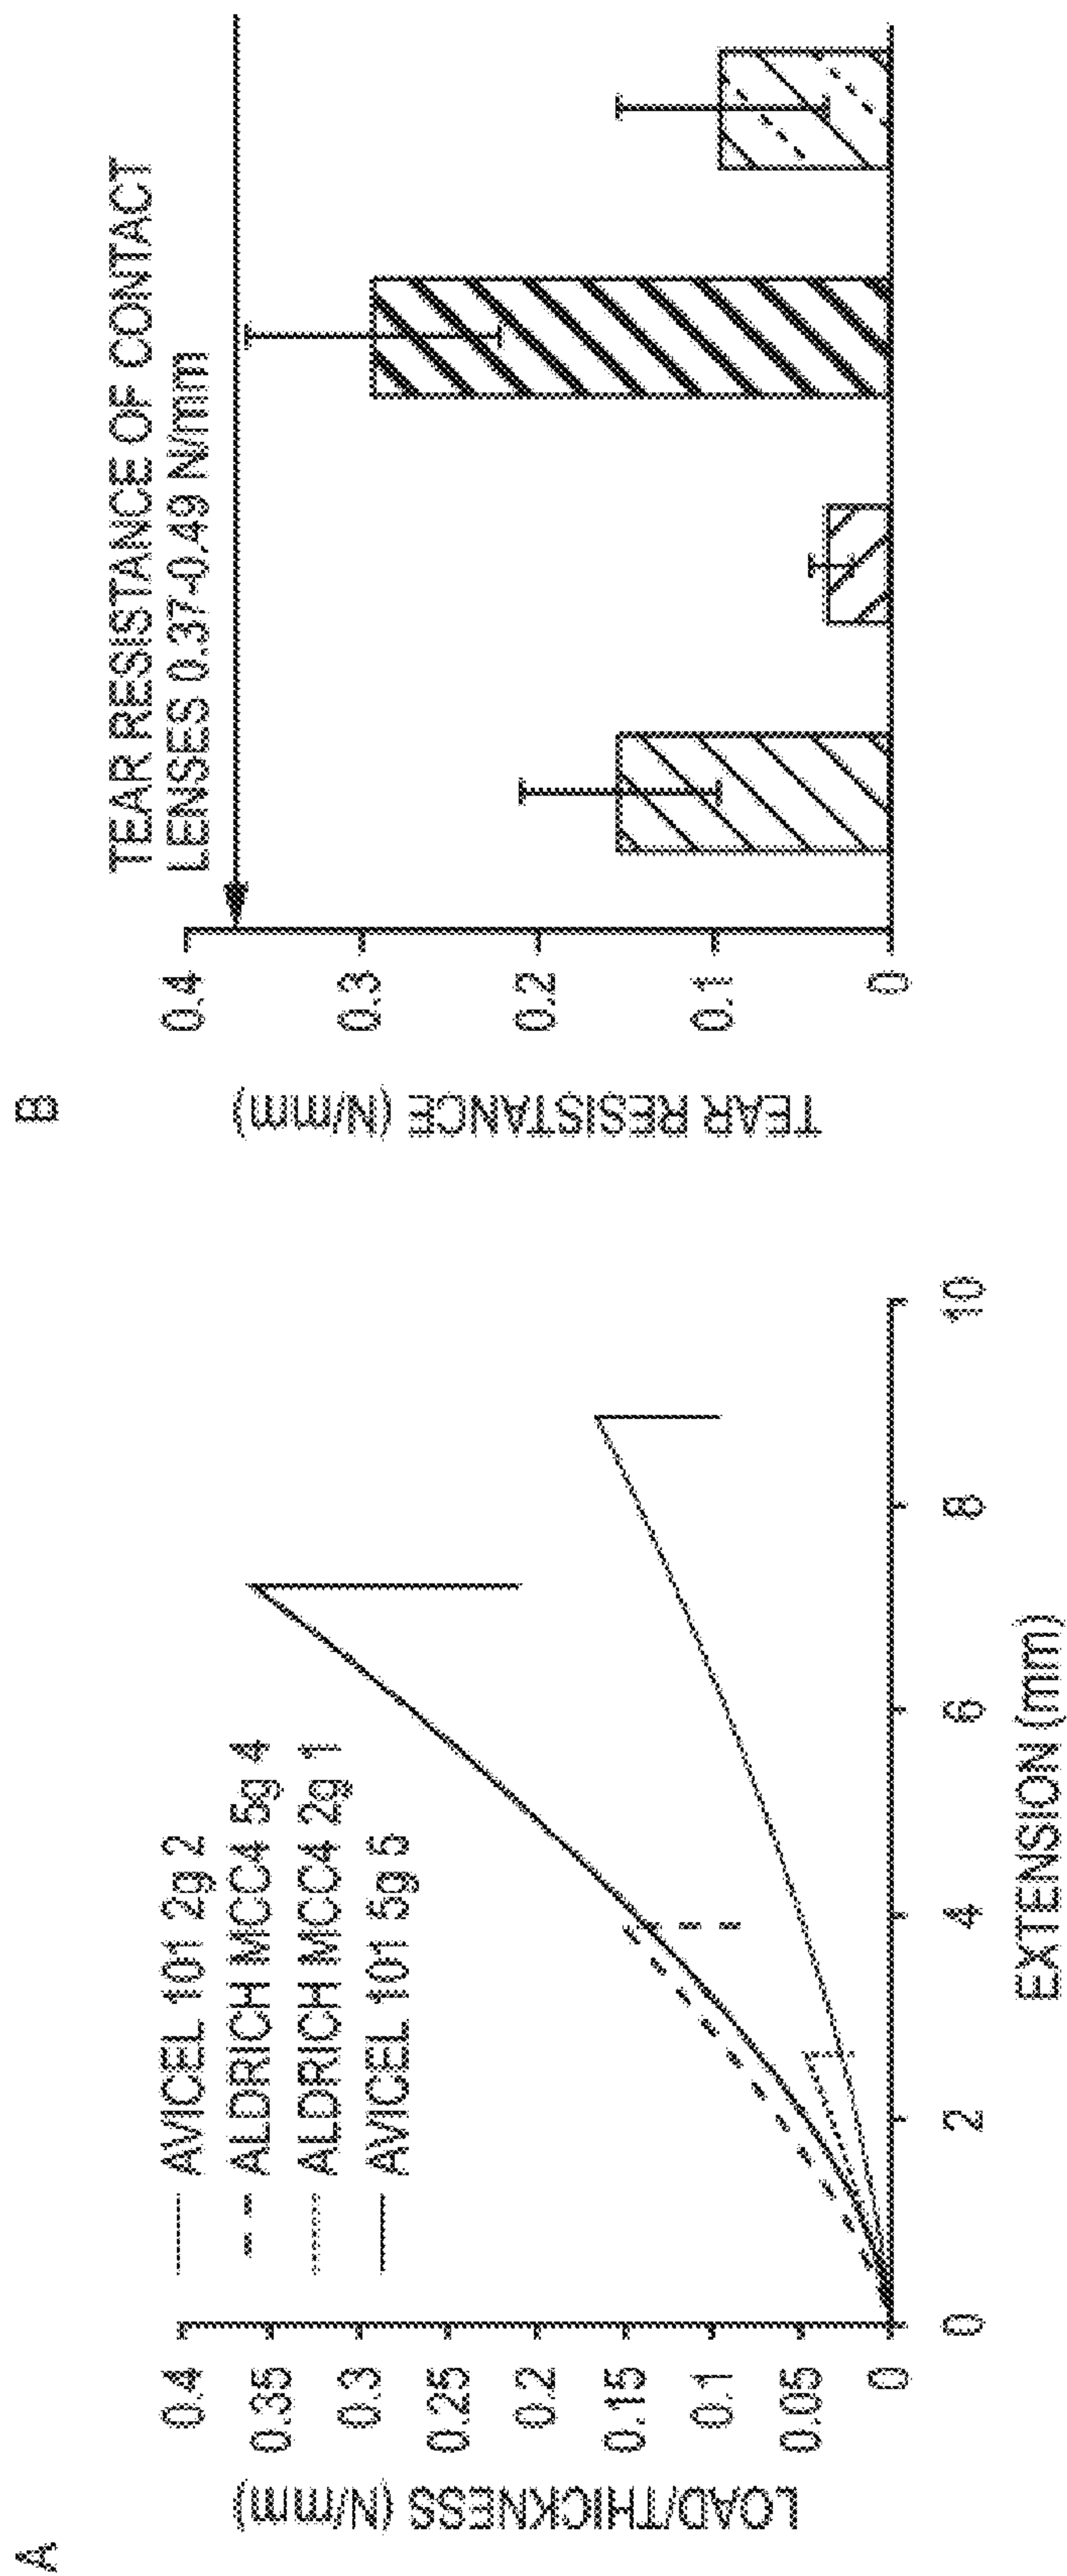 A
LOAD/THICKNESS (N/mm)
0.4
0.35
0.3
0.25
0.2
0.15
0.1
0.05
0
AVICEL 101 2g 2
ALDRICH MCC4 5g 4
ALDRICH MCC4 2g 1
AVICEL 101 5g 5
0
2
4
6
8
10
EXTENSION (mm)
B
TEAR RESISTANCE (N/mm)
0.4
0.3
0.2
0.1
0
TEAR RESISTANCE OF CONTACT
LENSES 0.37-0.49 N/mm